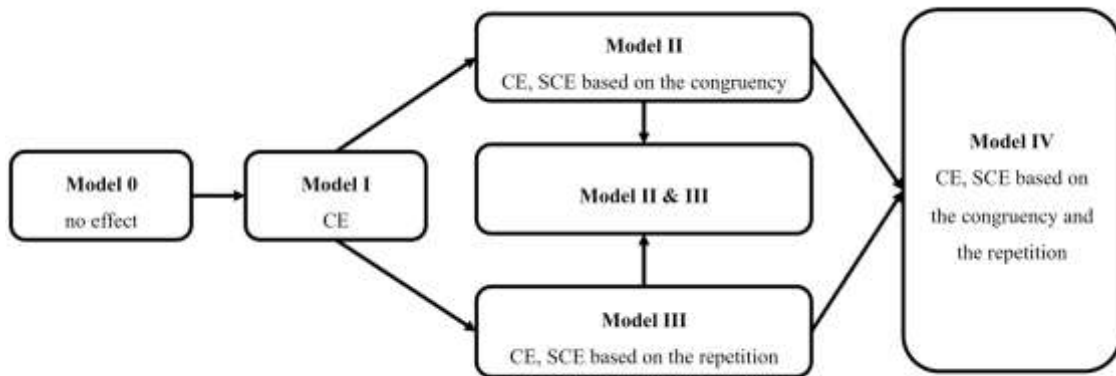 Model 0
no effect
Model I
CE
Model II
CE, SCE based on the congruency
Model II & III
Model III
CE, SCE based on the repetition
Model IV
CE, SCE based on
the congruency and
the repetition